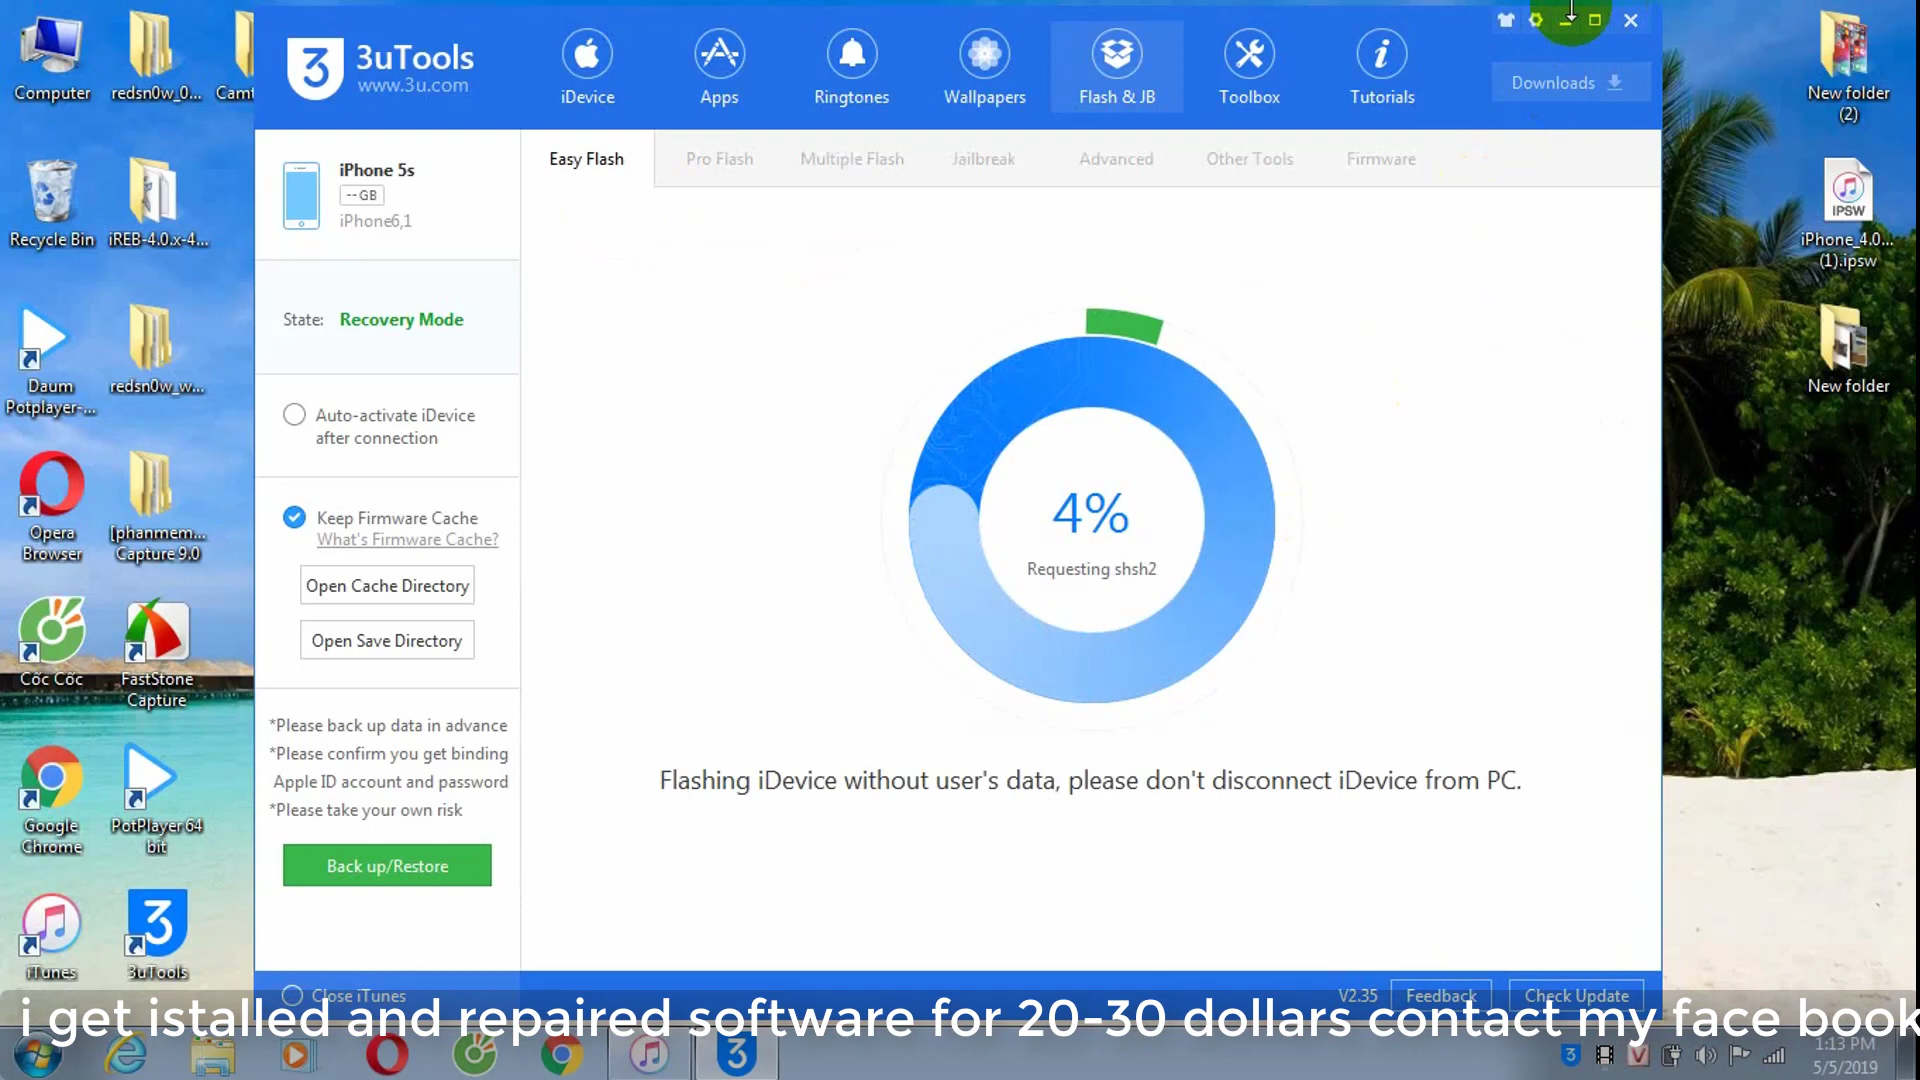 3uTools
www.3u.com
iDevice
Apps
Ringtones
Wallpapers
Flash & JB
Toolbox
Tutorials
Downloads
iPhone 5s
--GB
iPhone6,1
State: Recovery Mode
Auto-activate iDevice
after connection
Keep Firmware Cache
What's Firmware Cache?
Open Cache Directory
Open Save Directory
*Please back up data in advance
*Please confirm you get binding
Apple ID account and password
*Please take your own risk
Back up/Restore
Close iTunes
Easy Flash
Pro Flash
Multiple Flash
Jailbreak
Advanced
Other Tools
Firmware
4%
Requesting shsh2
Flashing iDevice without user's data, please don't disconnect iDevice from PC.
V2.35
Feedback
Check Update
Computer
redsn0w_0...
Camt
Recycle Bin
iREB-4.0.x-4...
Daum
Potplayer-...
redsn0w_w...
Opera
Browser
[phanmem...
Capture 9.0
Cốc Cốc
FastStone
Capture
Google
Chrome
PotPlayer 64
bit
iTunes
3uTools
New folder
(2)
IPSW
iPhone_4.0...
(1).ipsw
New folder
i get istalled and repaired software for 20-30 dollars contact my face book
1:13 PM
5/5/2019